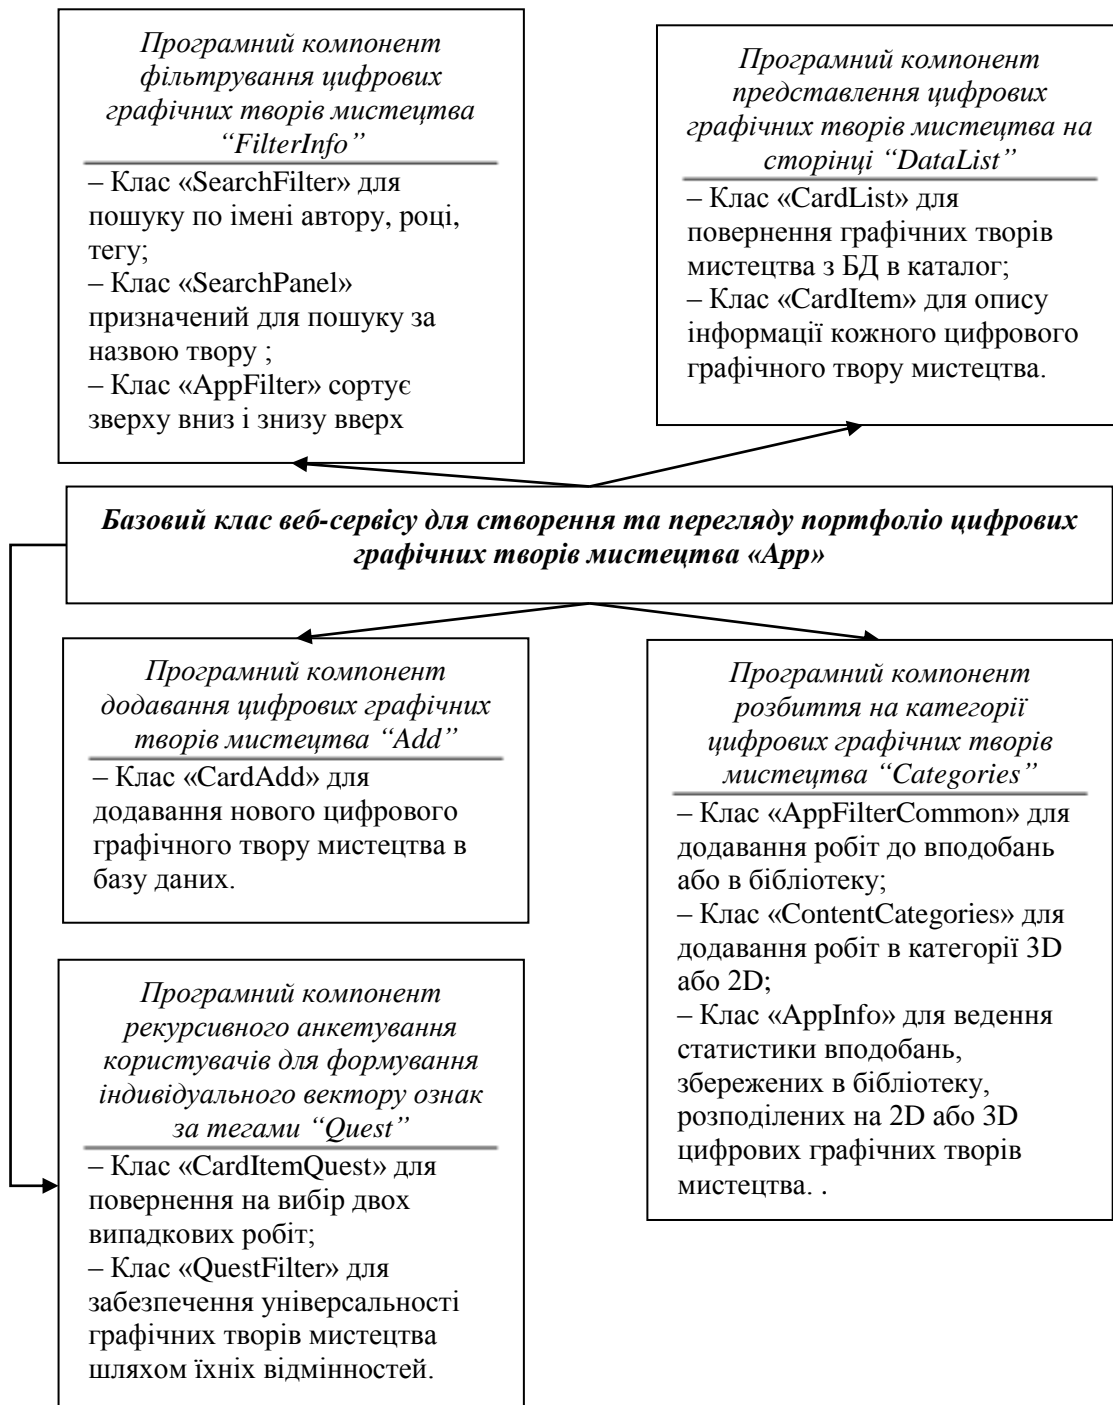 Програмний компонент
фільтрування цифрових
графічних творів мистецтва
“FilterInfo”
– Клас «SearchFilter» для
пошуку по імені автору, році,
тегу;
– Клас «SearchPanel»
призначений для пошуку за
назвою твору ;
– Клас «AppFilter» сортує
зверху вниз і знизу вверх
Програмний компонент
представлення цифрових
графічних творів мистецтва на
сторінці “DataList”
– Клас «CardList» для
повернення графічних творів
мистецтва з БД в каталог;
– Клас «CardItem» для опису
інформації кожного цифрового
графічного твору мистецтва.
Базовий клас веб-сервісу для створення та перегляду портфоліо цифрових
графічних творів мистецтва «App»
Програмний компонент
додавання цифрових графічних
творів мистецтва “Add”
– Клас «CardAdd» для
додавання нового цифрового
графічного твору мистецтва в
базу даних.
Програмний компонент
розбиття на категорії
цифрових графічних творів
мистецтва “Categories”
– Клас «AppFilterCommon» для
додавання робіт до вподобань
або в бібліотеку;
– Клас «ContentCategories» для
додавання робіт в категорії 3D
або 2D;
– Клас «AppInfo» для ведення
статистики вподобань,
збережених в бібліотеку,
розподілених на 2D або 3D
цифрових графічних творів
мистецтва. .
Програмний компонент
рекурсивного анкетування
користувачів для формування
індивідуального вектору ознак
за тегами “Quest”
– Клас «CardItemQuest» для
повернення на вибір двох
випадкових робіт;
– Клас «QuestFilter» для
забезпечення універсальності
графічних творів мистецтва
шляхом їхніх відмінностей.